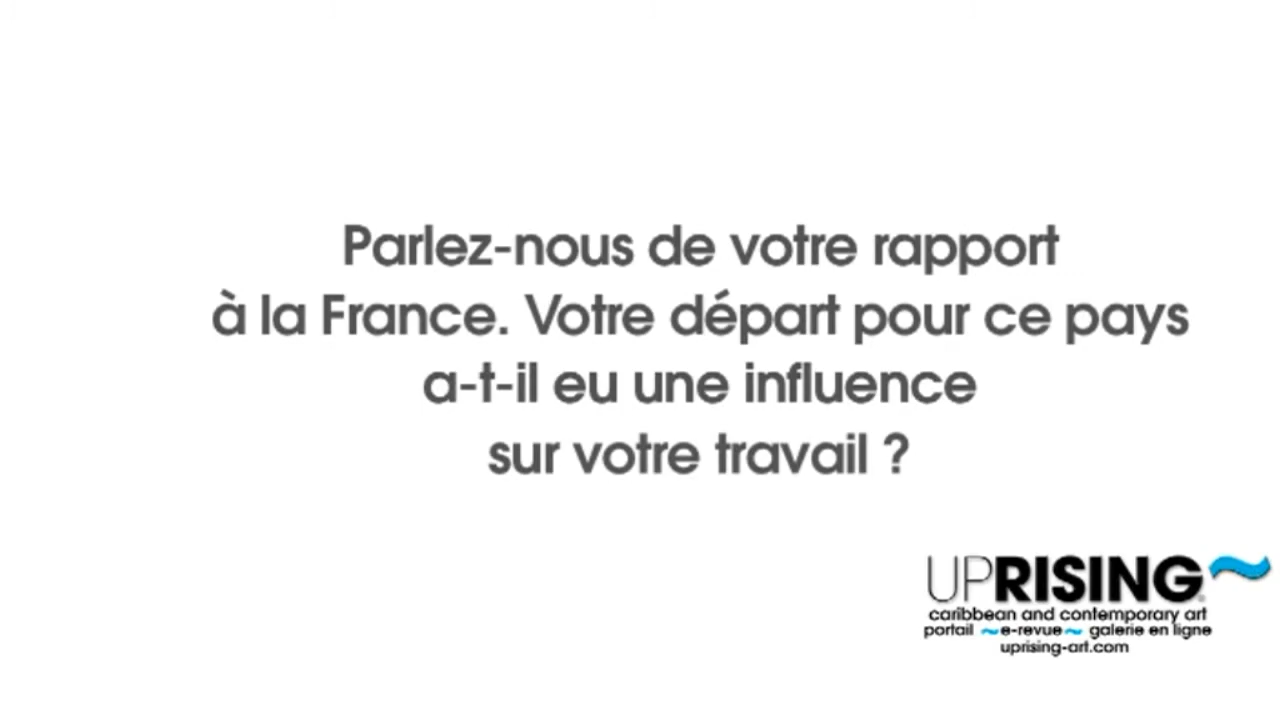 Parlez-nous de votre rapport
à la France. Votre départ pour ce pays
a-t-il eu une influence
sur votre travail ?
UPRISING
caribbean and contemporary art
portail ~ e-revue ~ galerie en ligne
uprising-art.com